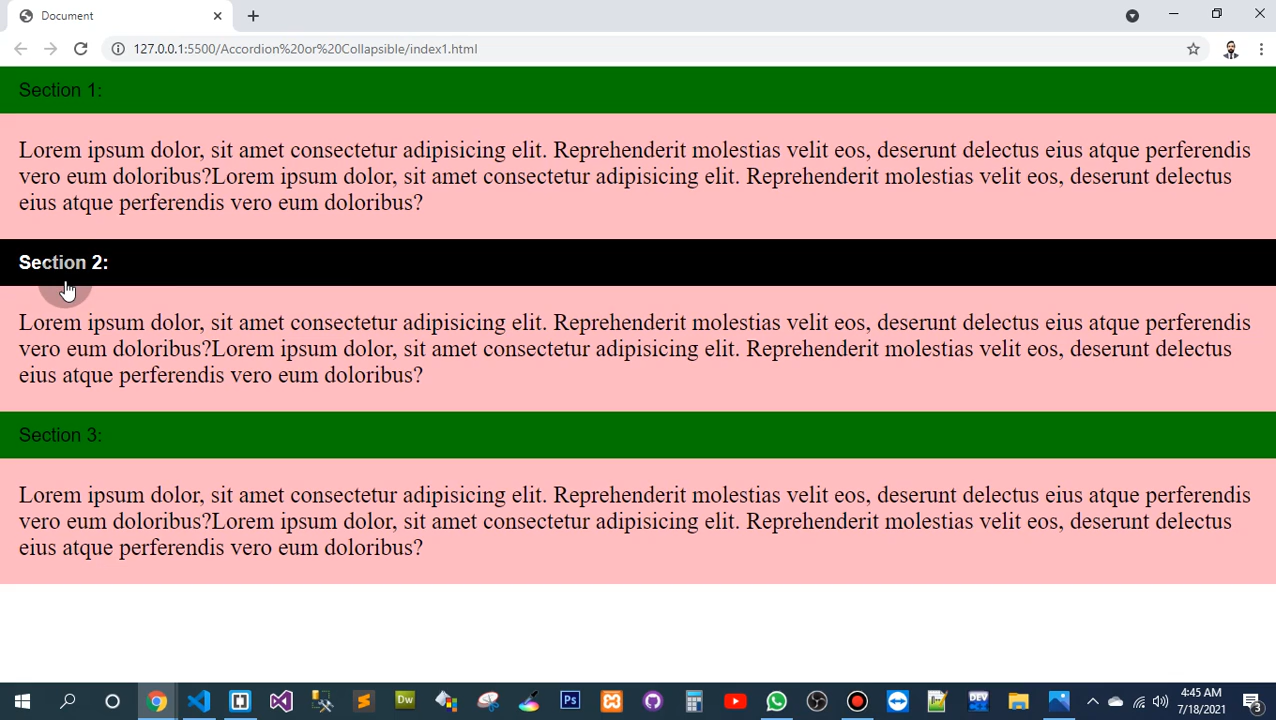 Document
127.0.0.1:5500/Accordion%20or%20Collapsible/index1.html
Section 1:
Lorem ipsum dolor, sit amet consectetur adipisicing elit. Reprehenderit molestias velit eos, deserunt delectus eius atque perferendis
vero eum doloribus?Lorem ipsum dolor, sit amet consectetur adipisicing elit. Reprehenderit molestias velit eos, deserunt delectus
eius atque perferendis vero eum doloribus?
Section 2:
Lorem ipsum dolor, sit amet consectetur adipisicing elit. Reprehenderit molestias velit eos, deserunt delectus eius atque perferendis
vero eum doloribus?Lorem ipsum dolor, sit amet consectetur adipisicing elit. Reprehenderit molestias velit eos, deserunt delectus
eius atque perferendis vero eum doloribus?
Section 3:
Lorem ipsum dolor, sit amet consectetur adipisicing elit. Reprehenderit molestias velit eos, deserunt delectus eius atque perferendis
vero eum doloribus?Lorem ipsum dolor, sit amet consectetur adipisicing elit. Reprehenderit molestias velit eos, deserunt delectus
eius atque perferendis vero eum doloribus?
Dw
Ps
DEV
4:45 AM
7/18/2021
3